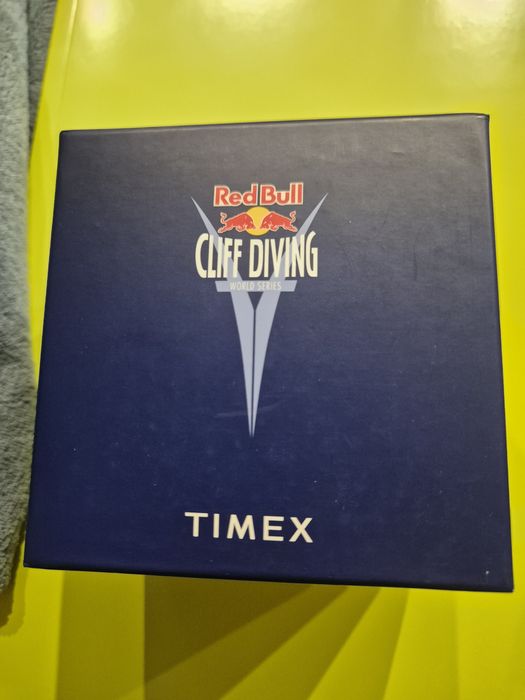 Red Bull
CLIFF DIVING
WORLD SERIES
TIMEX